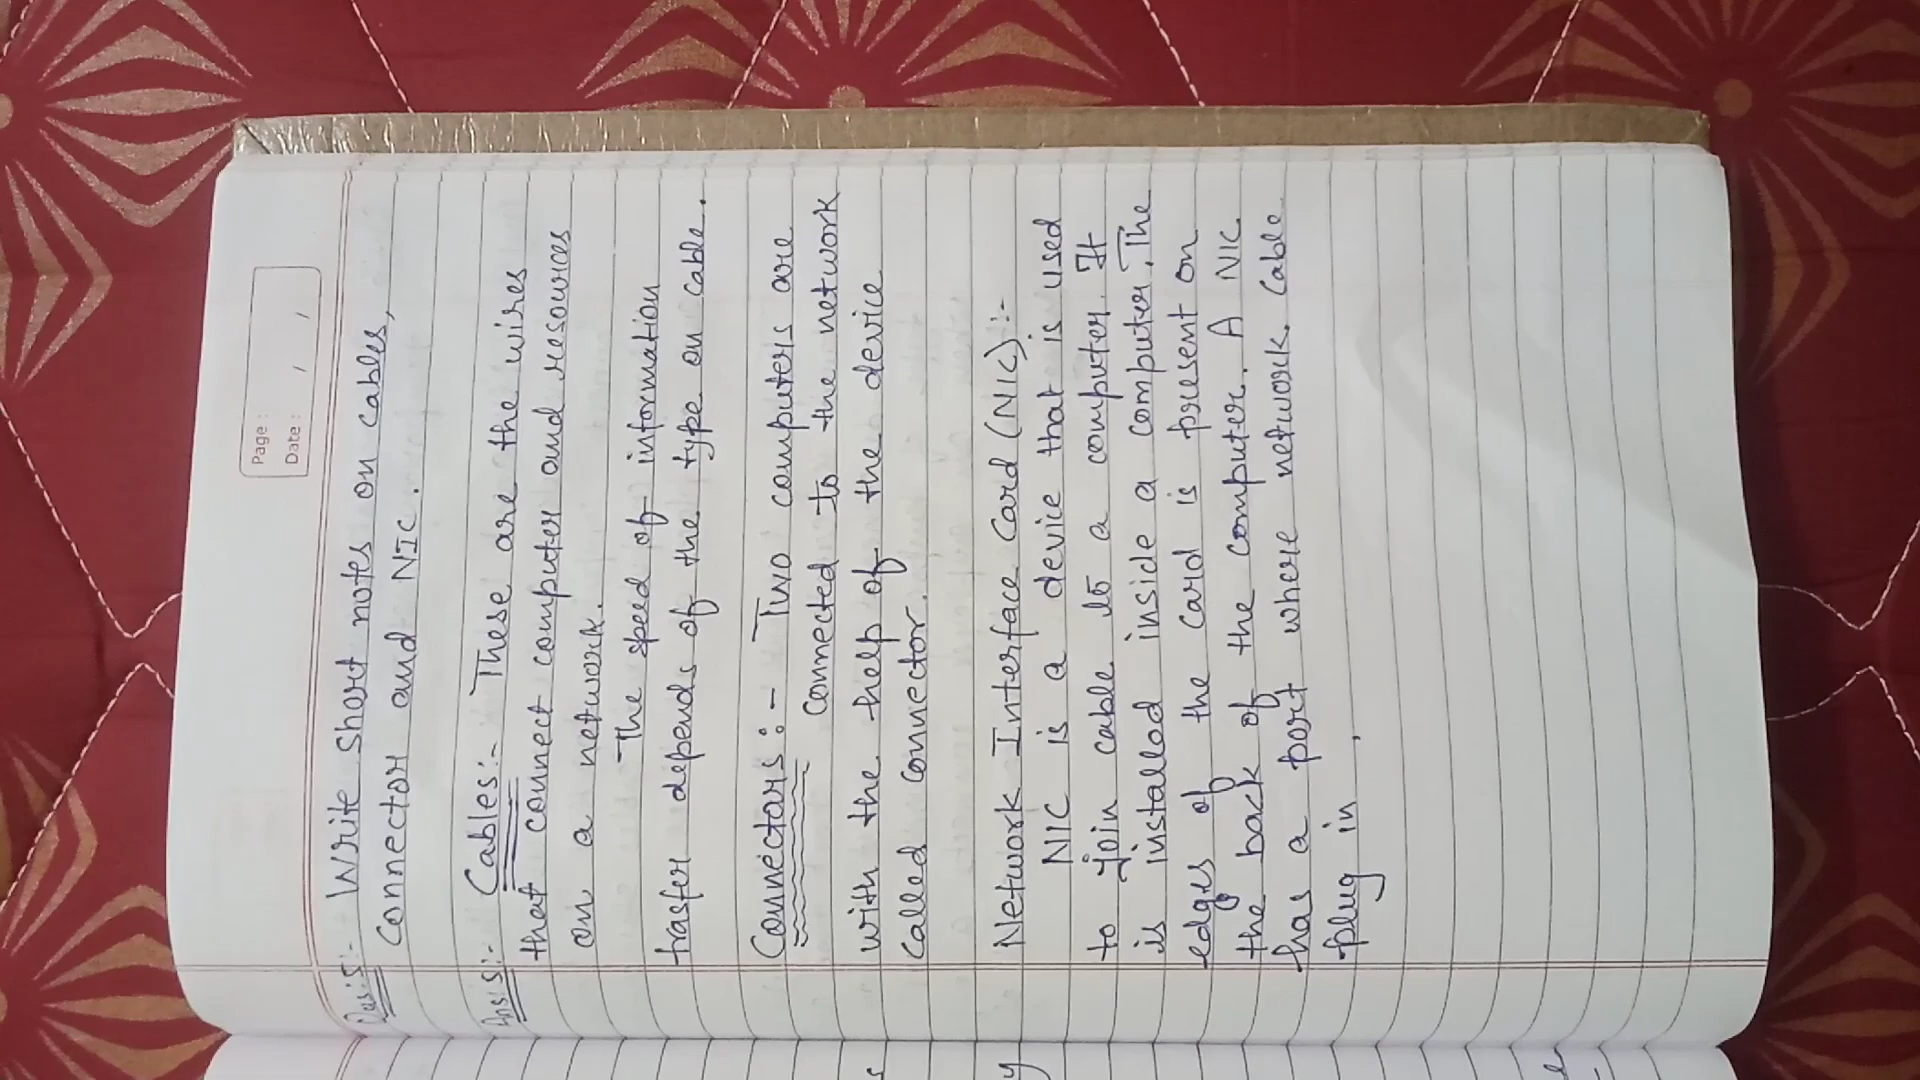 Page :
Date :
Ques:5:- Write Short notes on cables,
Connector and NIC.
Ans:5:- Cables:- These are the wires
that connect computer and resources
on a network.
The speed of information
trasfer depends of the type on cable.
Connectors :- Two computers are
Connected to the network
with the help of the device
Called connector.
Network Interface Card (NIC):-
NIC is a device that is used
to join cable to a computer. It
is installed inside a computer. The
edges of the card is present on
the back of the computer. A NIC
has a port where network cable
plug in